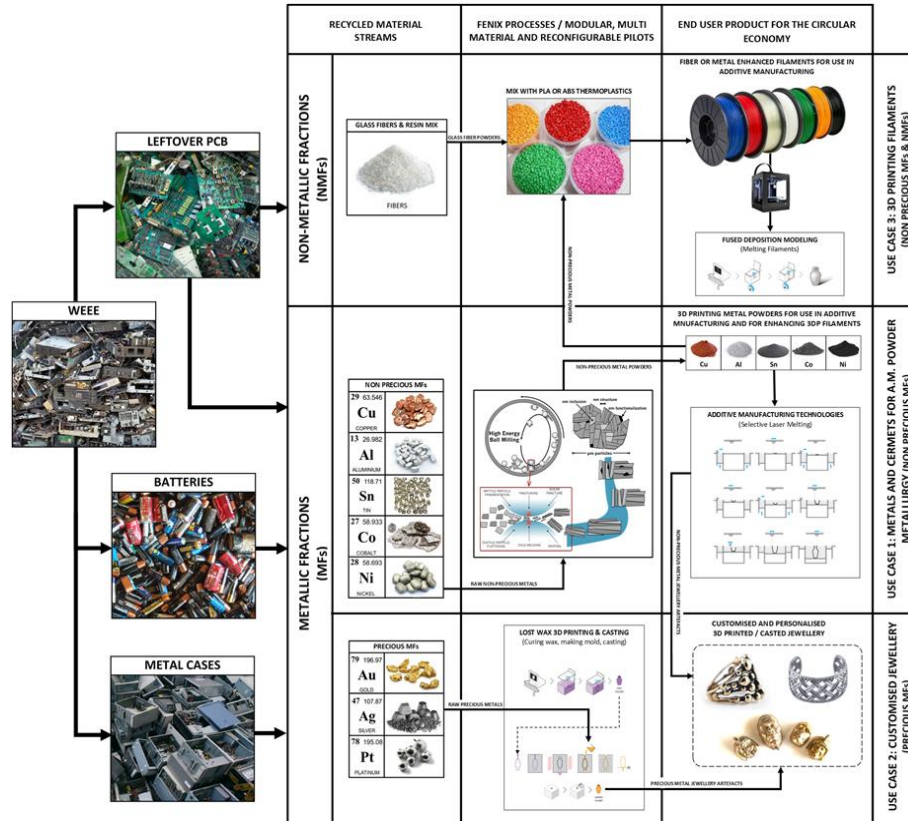 RECYCLED MATERIAL
STREAMS
FENIX PROCESSES / MODULAR, MULTI
MATERIAL AND RECONFIGURABLE PILOTS
END USER PRODUCT FOR THE CIRCULAR
ECONOMY
LEFTOVER PCB
WEEE
BATTERIES
METAL CASES
NON-METALLIC FRACTIONS
(NMFs)
GLASS FIBERS & RESIN MIX
FIBERS
GLASS FIBER POWDERS
MIX WITH PLA OR ABS THERMOPLASTICS
FIBER OR METAL ENHANCED FILAMENTS FOR USE IN
ADDITIVE MANUFACTURING
FUSED DEPOSITION MODELING
(Melting Filaments)
USE CASE 3: 3D PRINTING FILAMENTS
(NON PRECIOUS MFs & NMFs)
NON-PRECIOUS METAL POWDERS
METALLIC FRACTIONS
(MFs)
NON PRECIOUS MFs
29 63.546
Cu
COPPER
13 26.982
Al
ALUMINIUM
50 118.71
Sn
TIN
27 58.933
Co
COBALT
28 58.693
Ni
NICKEL
RAW NON-PRECIOUS METALS
High Energy
Ball Milling
nm inclusion
nm structure
nm functionalization
μm particles
NON-PRECIOUS METAL POWDERS
3D PRINTING METAL POWDERS FOR USE IN ADDITIVE
MNUFACTURING AND FOR ENHANCING 3DP FILAMENTS
Cu Al Sn Co Ni
ADDITIVE MANUFACTURING TECHNOLOGIES
(Selective Laser Melting)
NON-PRECIOUS METAL JEWELLERY ARTEFACTS
USE CASE 1: METALS AND CERMETS FOR A.M. POWDER
METALLURGY (NON PRECIOUS MFs)
PRECIOUS MFs
79 196.97
Au
GOLD
47 107.87
Ag
SILVER
78 195.08
Pt
PLATINUM
RAW PRECIOUS METALS
LOST WAX 3D PRINTING & CASTING
(Curing wax, making mold, casting)
PRECIOUS METAL JEWELLERY ARTEFACTS
CUSTOMISED AND PERSONALISED
3D PRINTED / CASTED JEWELLERY
USE CASE 2: CUSTOMISED JEWELLERY
(PRECIOUS MFs)